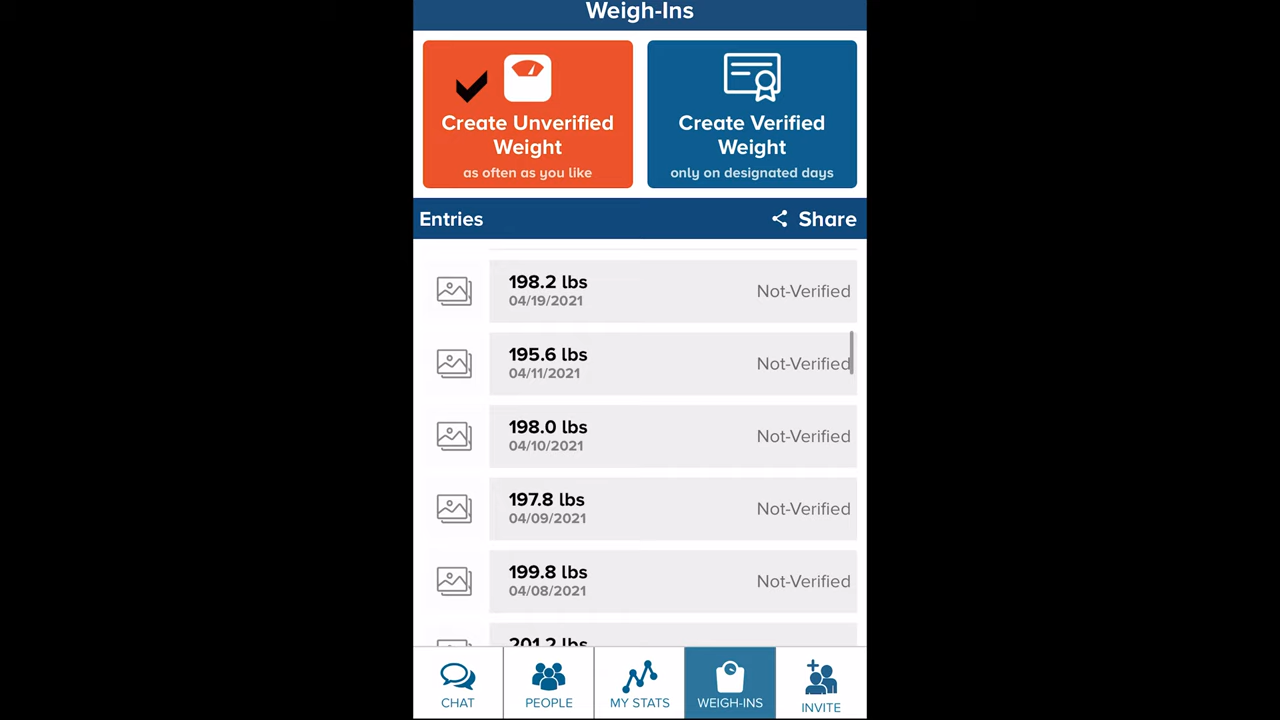 Weigh-Ins
Create Unverified
Weight
as often as you like
Create Verified
Weight
only on designated days
Entries
Share
198.2 lbs
04/19/2021
Not-Verified
195.6 lbs
04/11/2021
Not-Verified
198.0 lbs
04/10/2021
Not-Verified
197.8 lbs
04/09/2021
Not-Verified
199.8 lbs
04/08/2021
Not-Verified
201.2 lbs
CHAT
PEOPLE
MY STATS
WEIGH-INS
INVITE